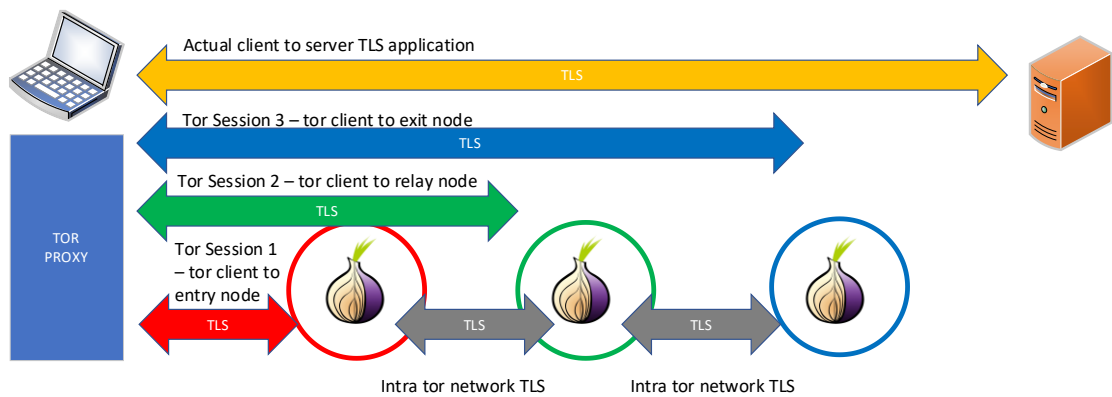 Actual client to server TLS application
TLS
Tor Session 3 – tor client to exit node
TLS
Tor Session 2 – tor client to relay node
TLS
TOR
PROXY
Tor Session 1
– tor client to
entry node
TLS
TLS
TLS
Intra tor network TLS
Intra tor network TLS